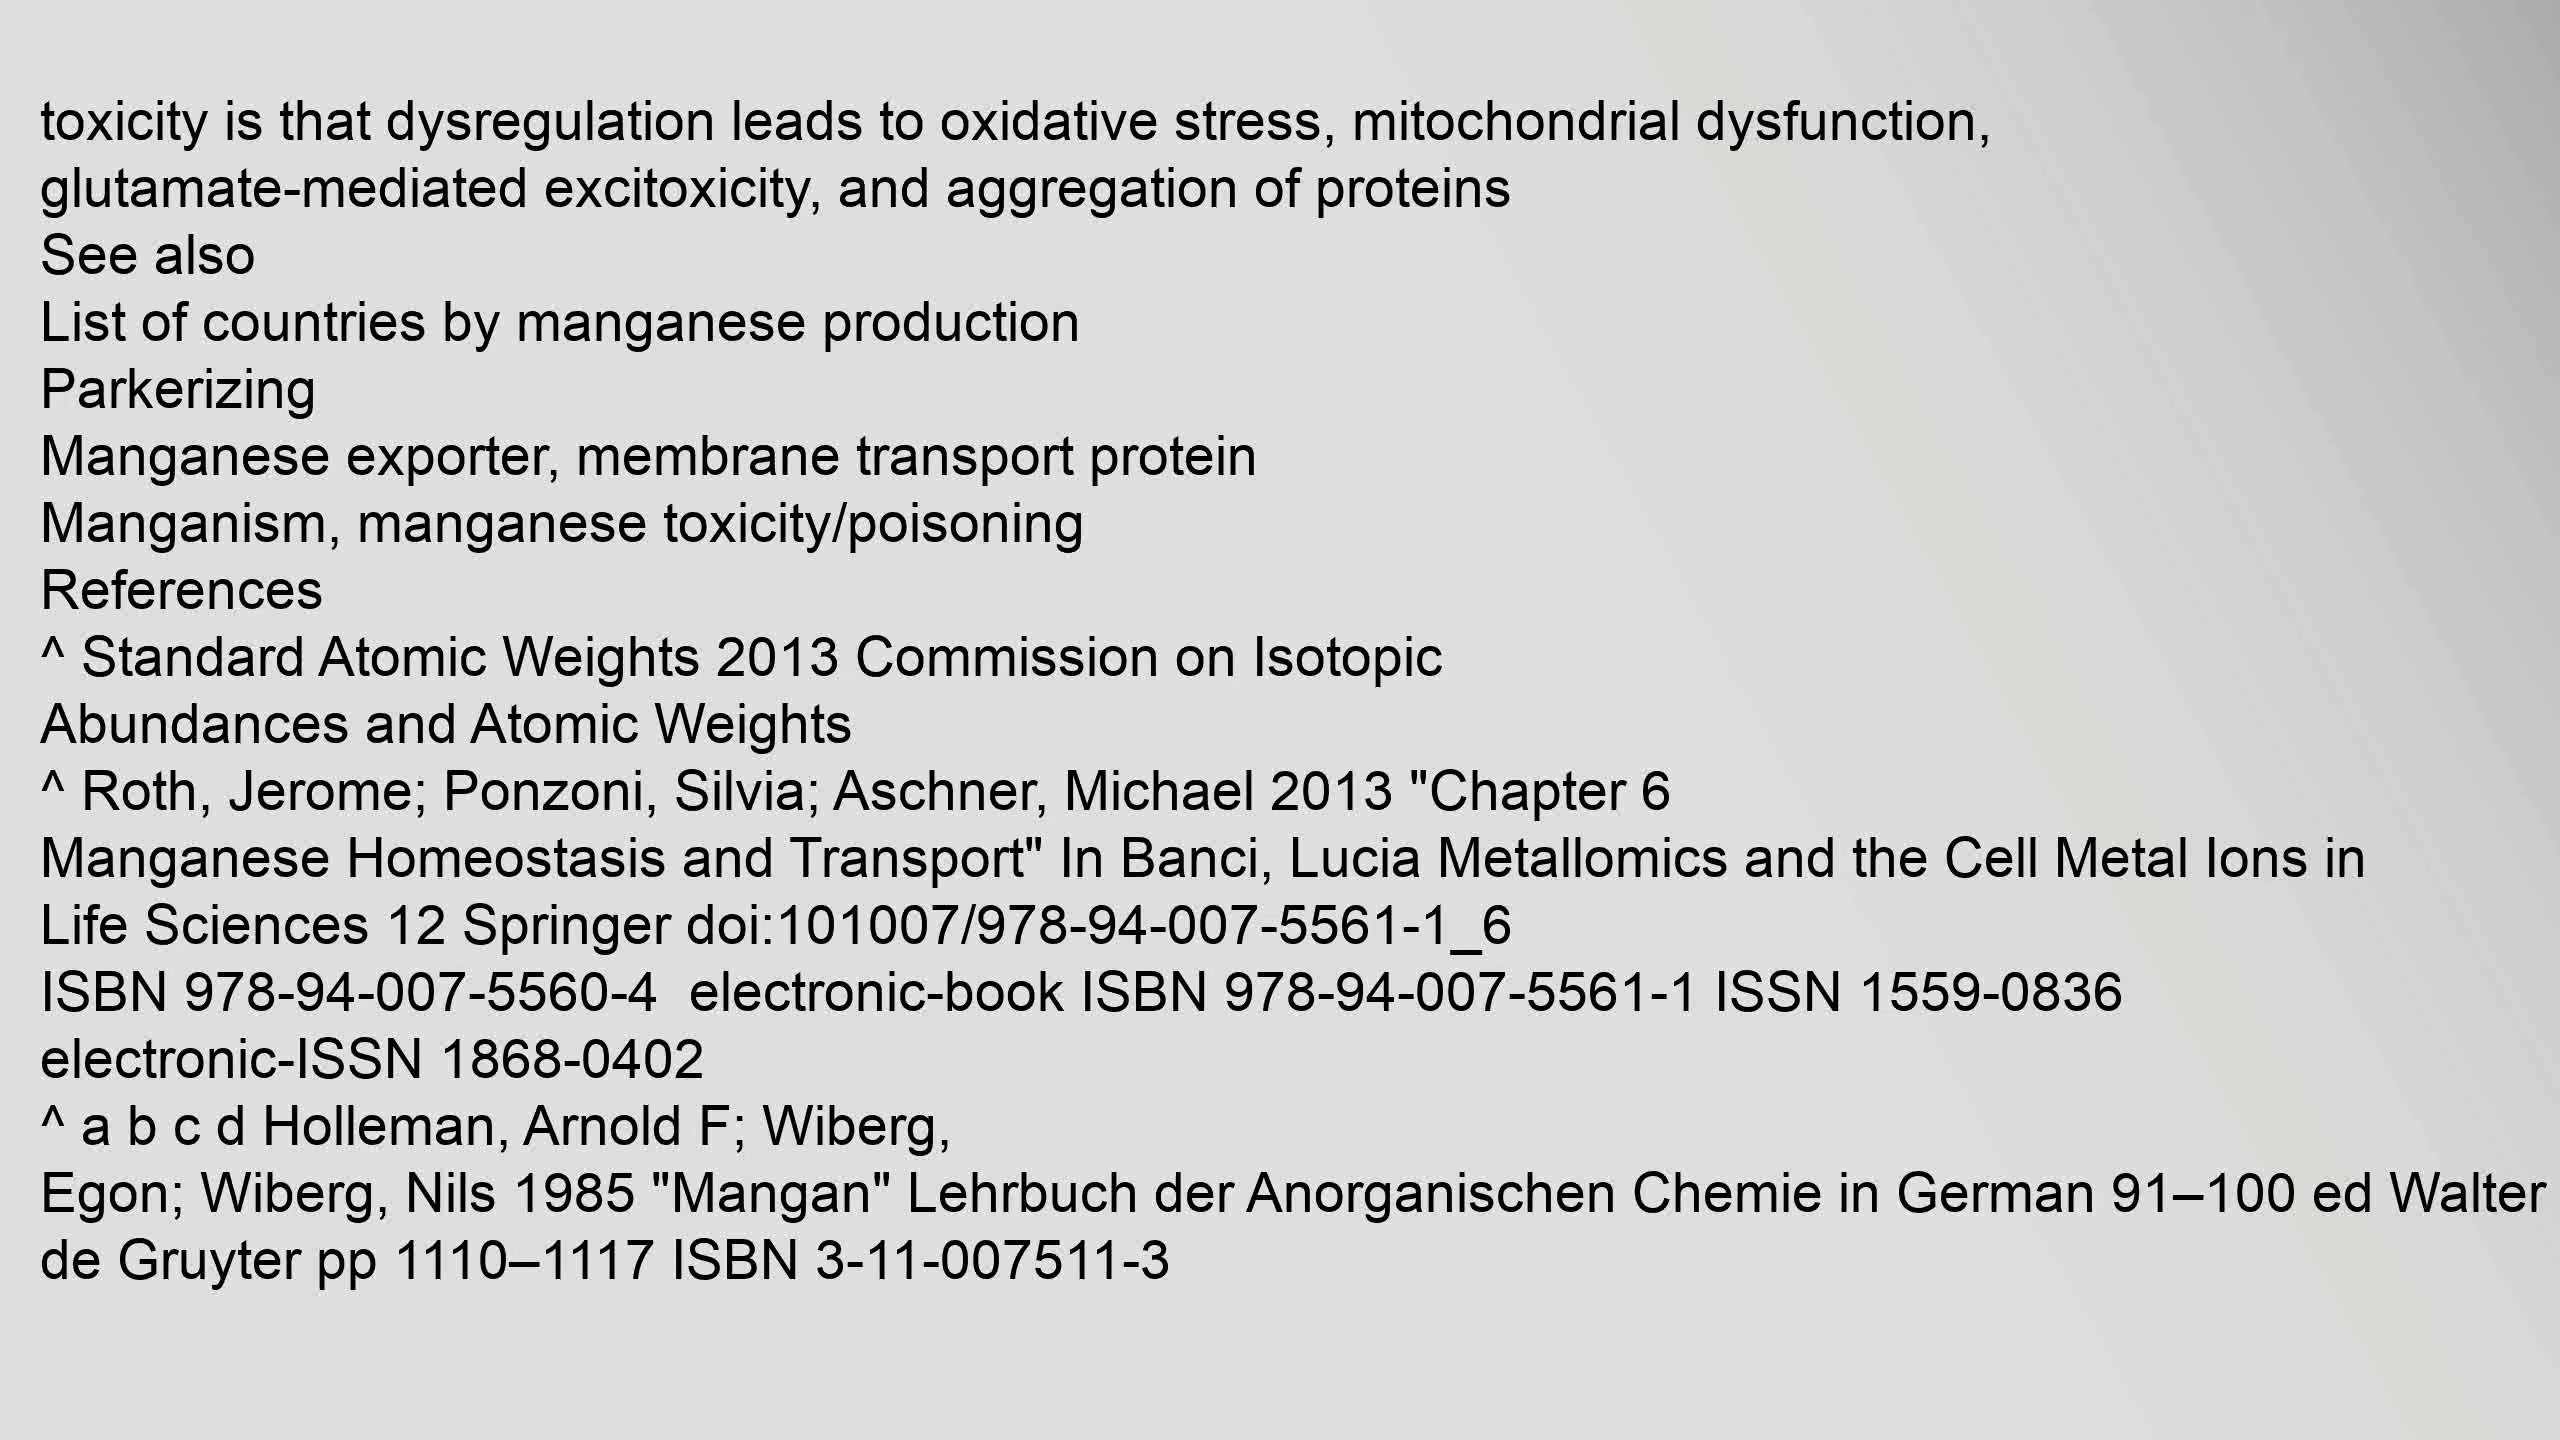 toxicity is that dysregulation leads to oxidative stress, mitochondrial dysfunction,
glutamate-mediated excitoxicity, and aggregation of proteins
See also
List of countries by manganese production
Parkerizing
Manganese exporter, membrane transport protein
Manganism, manganese toxicity/poisoning
References
^ Standard Atomic Weights 2013 Commission on Isotopic
Abundances and Atomic Weights
^ Roth, Jerome; Ponzoni, Silvia; Aschner, Michael 2013 "Chapter 6
Manganese Homeostasis and Transport" In Banci, Lucia Metallomics and the Cell Metal Ions in
Life Sciences 12 Springer doi:101007/978-94-007-5561-1_6
ISBN 978-94-007-5560-4  electronic-book ISBN 978-94-007-5561-1 ISSN 1559-0836
electronic-ISSN 1868-0402
^ a b c d Holleman, Arnold F; Wiberg,
Egon; Wiberg, Nils 1985 "Mangan" Lehrbuch der Anorganischen Chemie in German 91–100 ed Walter
de Gruyter pp 1110–1117 ISBN 3-11-007511-3